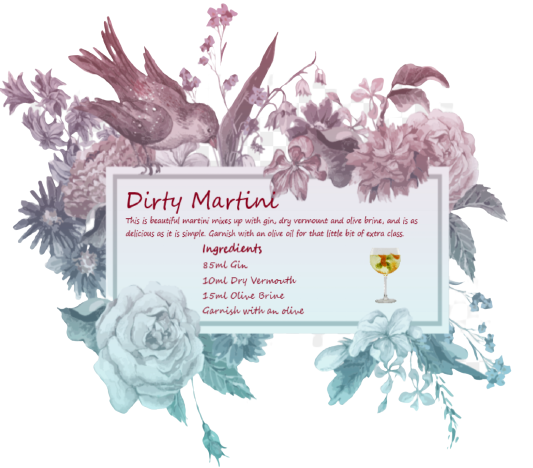 Dirty Martini
This is beautiful martini mixes up with gin, dry vermount and olive brine, and is as
delicious as it is simple. Garnish with an olive oil for that little bit of extra class.
Ingredients
85ml Gin
10ml Dry Vermouth
15ml Olive Brine
Garnish with an olive